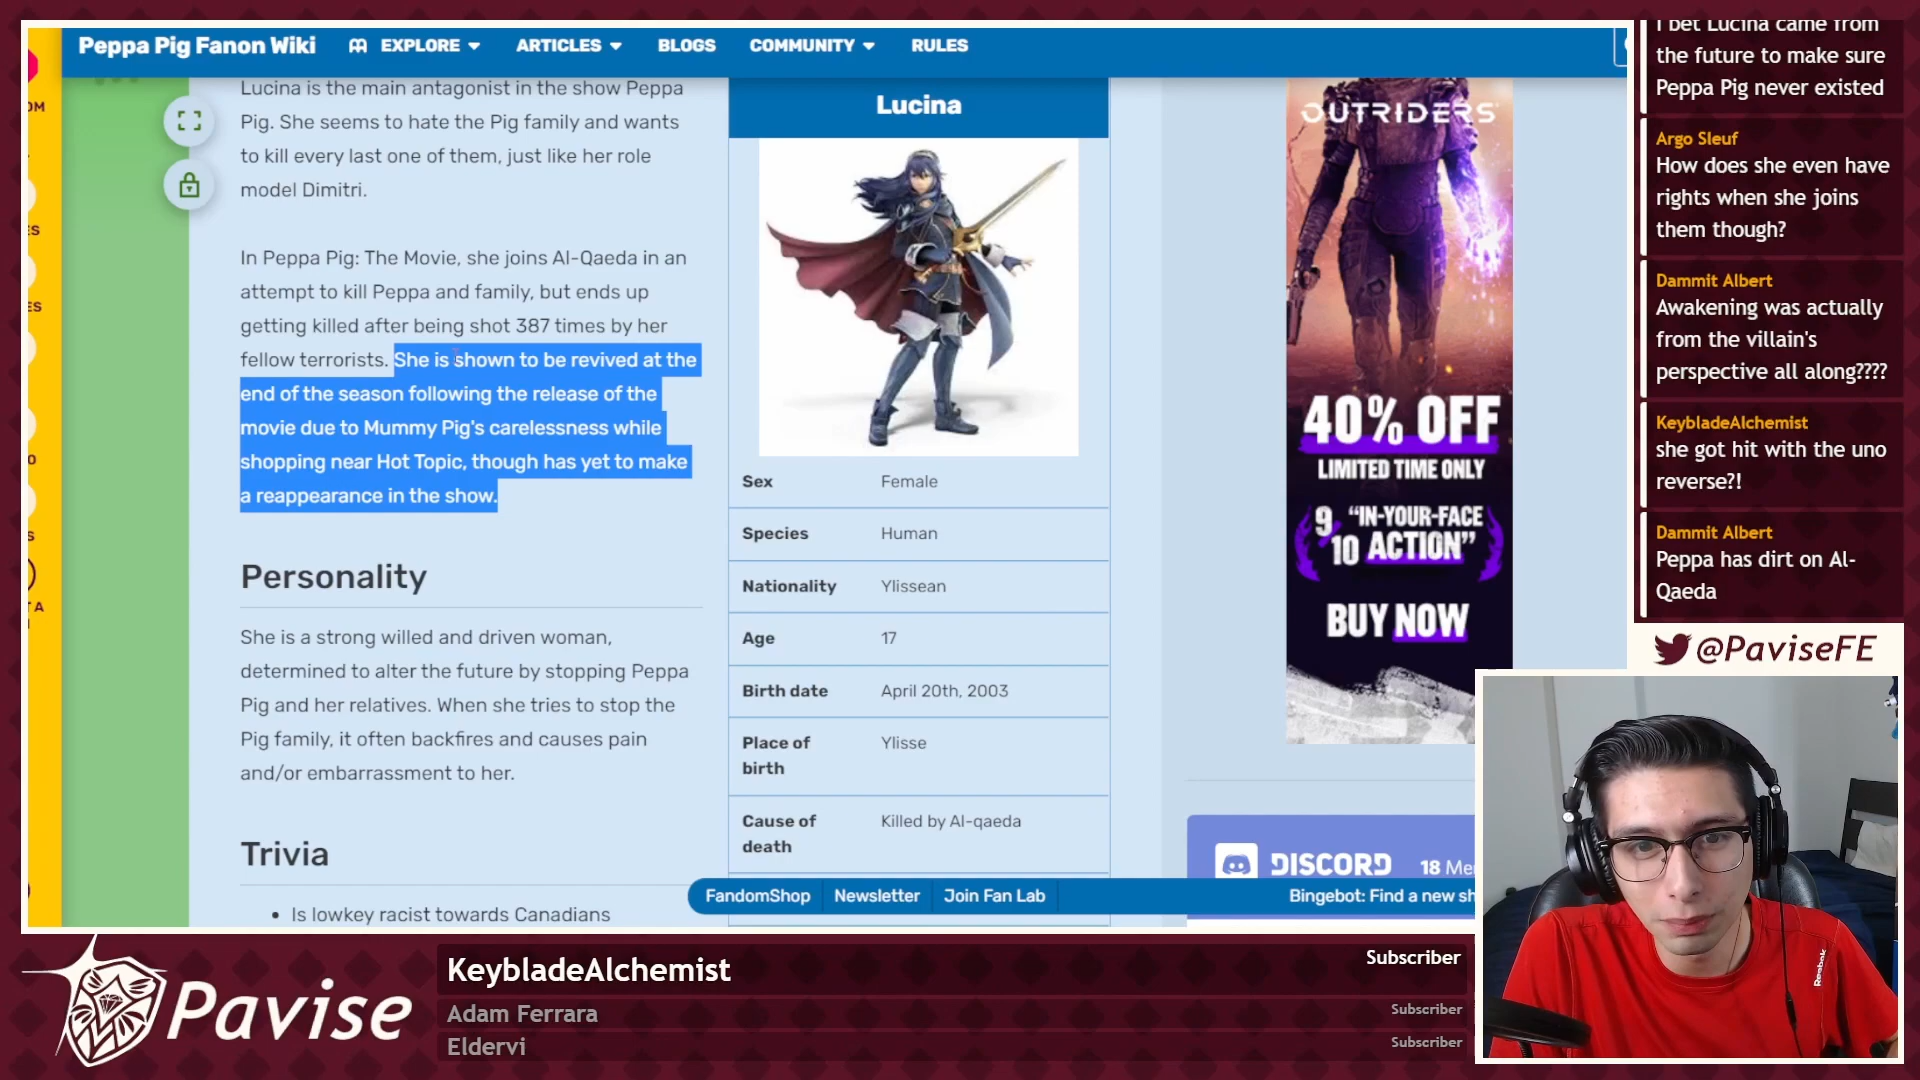 Peppa Pig Fanon Wiki
EXPLORE
ARTICLES
BLOGS
COMMUNITY
RULES
Lucina is the main antagonist in the show Peppa
Pig. She seems to hate the Pig family and wants
to kill every last one of them, just like her role
model Dimitri.
In Peppa Pig: The Movie, she joins Al-Qaeda in an
attempt to kill Peppa and family, but ends up
getting killed after being shot 387 times by her
fellow terrorists. She is shown to be revived at the
end of the season following the release of the
movie due to Mummy Pig's carelessness while
shopping near Hot Topic, though has yet to make
a reappearance in the show.
Personality
She is a strong willed and driven woman,
determined to alter the future by stopping Peppa
Pig and her relatives. When she tries to stop the
Pig family, it often backfires and causes pain
and/or embarrassment to her.
Trivia
• Is lowkey racist towards Canadians
Lucina
Sex Female
Species Human
Nationality Ylissean
Age 17
Birth date April 20th, 2003
Place of birth Ylisse
Cause of death Killed by Al-qaeda
OUTRIDERS
40% OFF
LIMITED TIME ONLY
9/10 "IN-YOUR-FACE
ACTION"
BUY NOW
DISCORD 18
FandomShop
Newsletter
Join Fan Lab
Bingebot: Find a new
I bet Lucina came from
the future to make sure
Peppa Pig never existed
Argo Sleuf
How does she even have
rights when she joins
them though?
Dammit Albert
Awakening was actually
from the villain's
perspective all along????
KeybladeAlchemist
she got hit with the uno
reverse?!
Dammit Albert
Peppa has dirt on Al-
Qaeda
@PaviseFE
Reebok
Pavise
KeybladeAlchemist Subscriber
Adam Ferrara Subscriber
Eldervi Subscriber